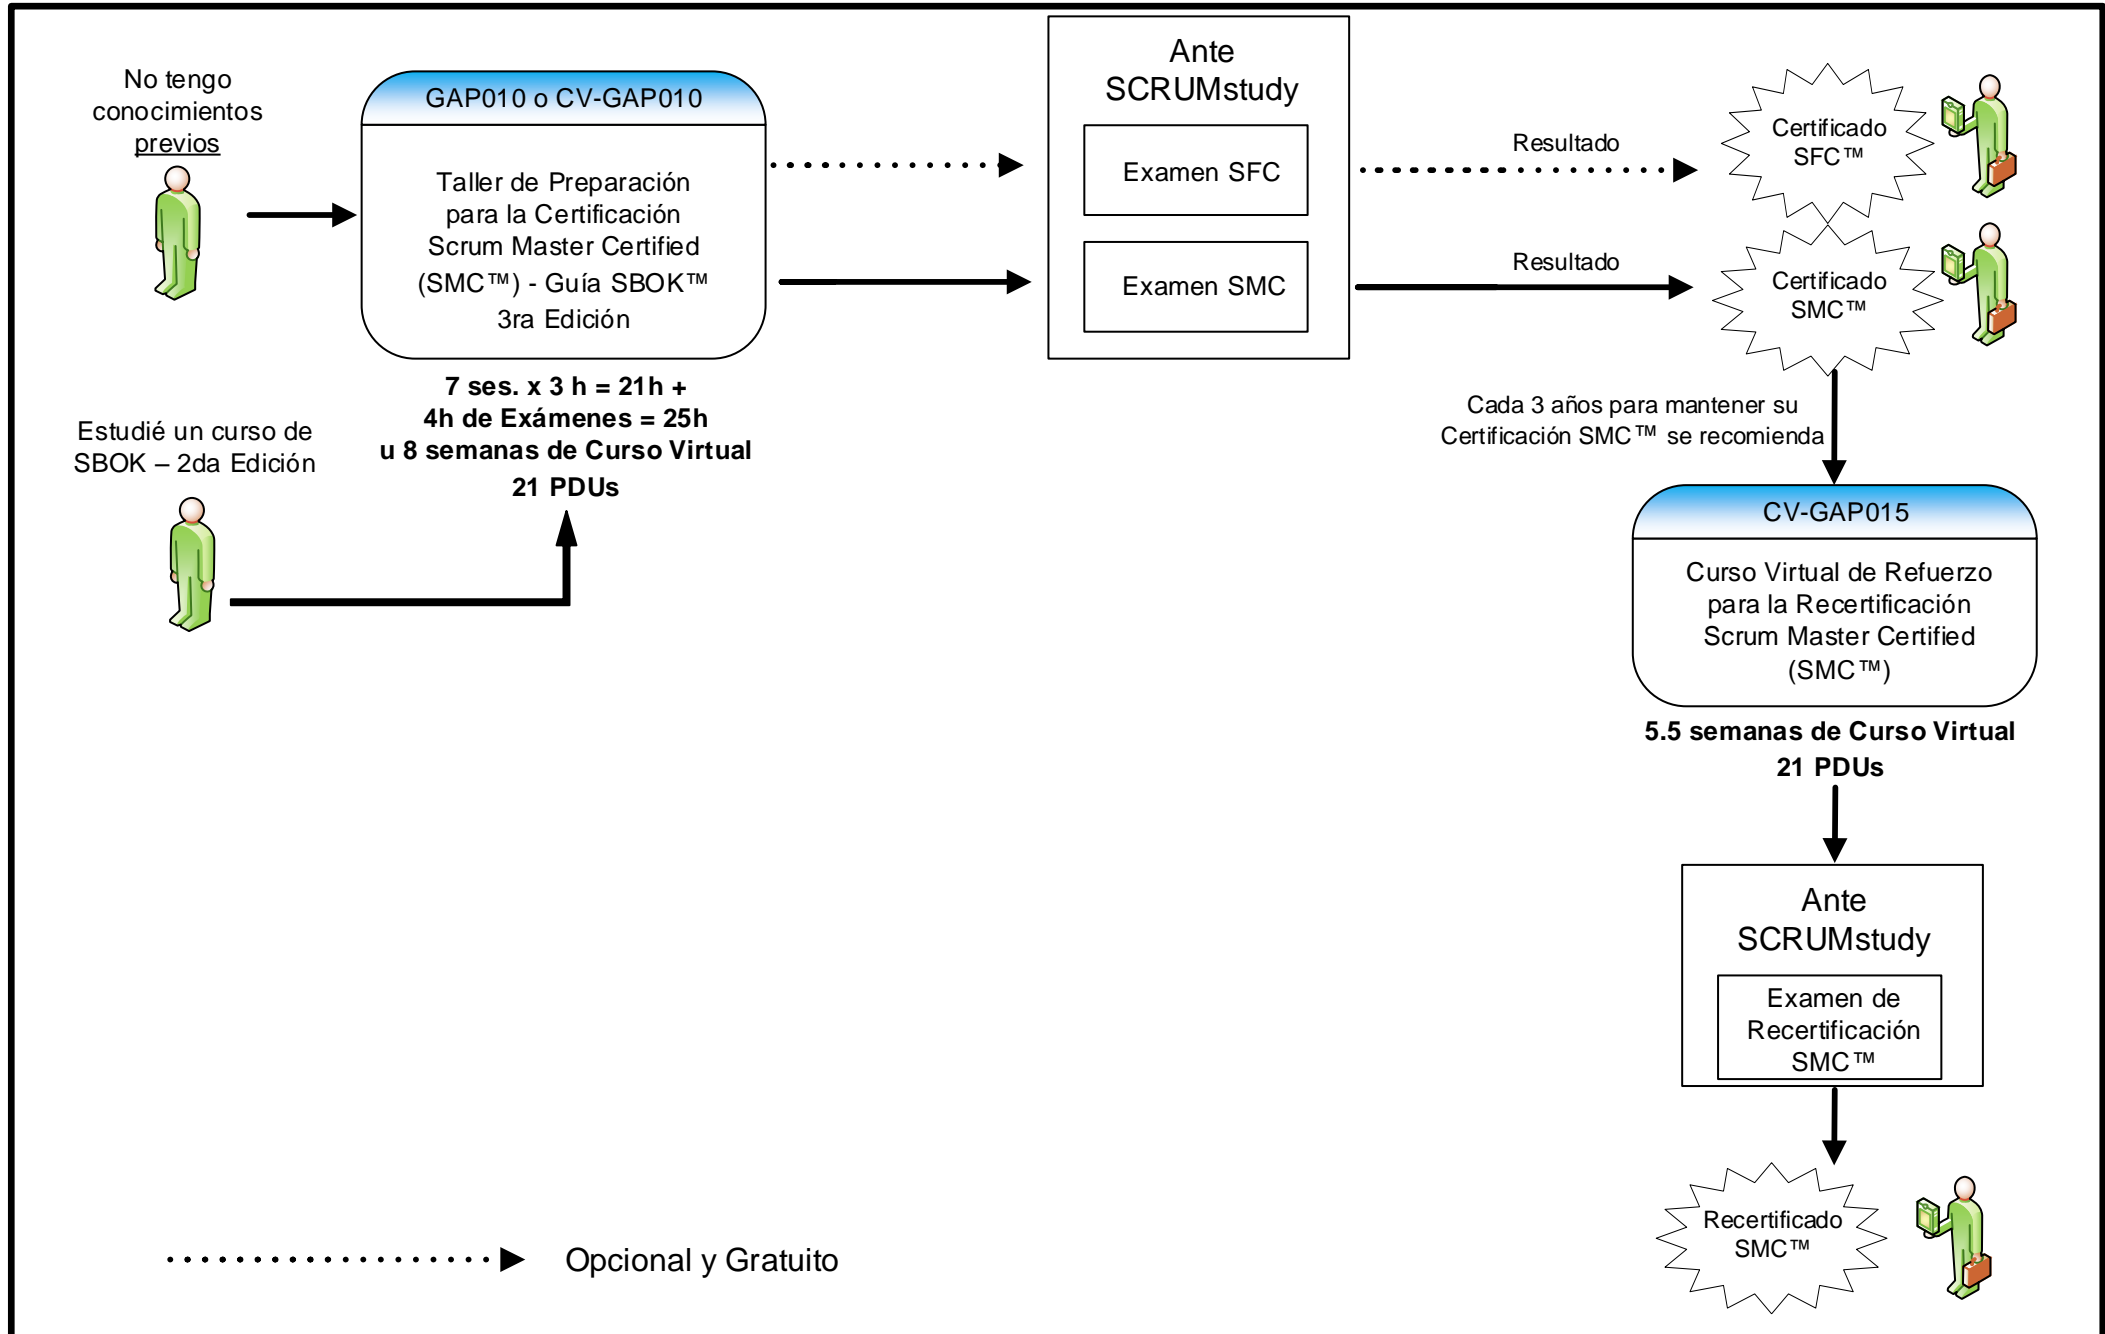 No tengo
conocimientos
previos
GAP010 o CV-GAP010
Taller de Preparación
para la Certificación
Scrum Master Certified
(SMC™) - Guía SBOK™
3ra Edición
7 ses. x 3 h = 21h +
4h de Exámenes = 25h
u 8 semanas de Curso Virtual
21 PDUs
Estudié un curso de
SBOK – 2da Edición
Ante
SCRUMstudy
Examen SFC
Examen SMC
Resultado
Certificado
SFC™
Resultado
Certificado
SMC™
Cada 3 años para mantener su
Certificación SMC™ se recomienda
CV-GAP015
Curso Virtual de Refuerzo
para la Recertificación
Scrum Master Certified
(SMC™)
5.5 semanas de Curso Virtual
21 PDUs
Ante
SCRUMstudy
Examen de
Recertificación
SMC™
Recertificado
SMC™
Opcional y Gratuito